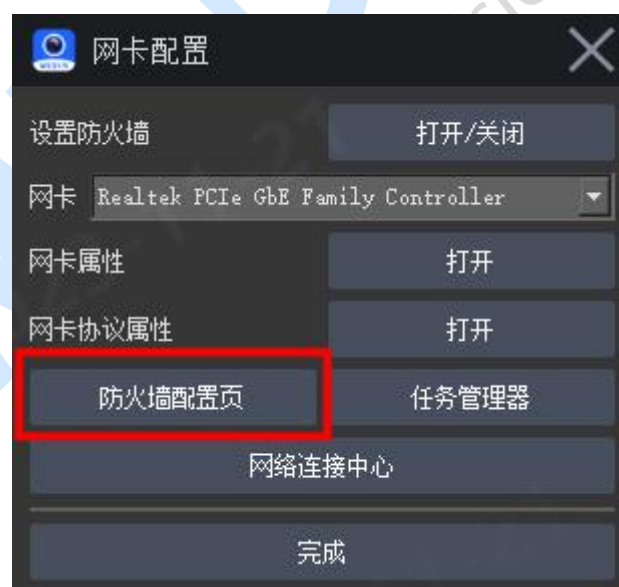 网卡配置
设置防火墙 打开/关闭
网卡 Realtek PCIe GbE Family Controller
网卡属性 打开
网卡协议属性 打开
防火墙配置页 任务管理器
网络连接中心
完成